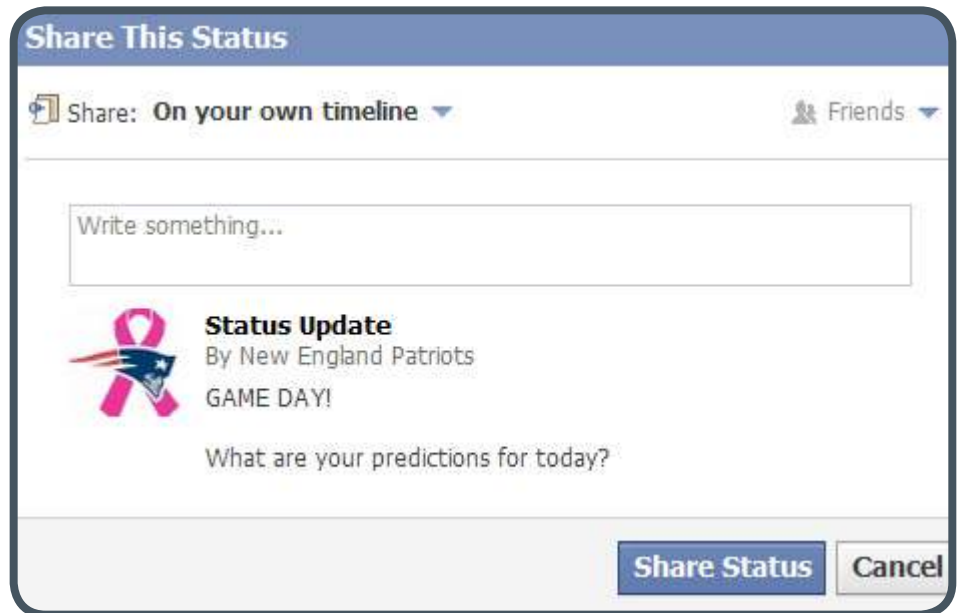 Share This Status
Share: On your own timeline Friends
Write something...
Status Update
By New England Patriots
GAME DAY!
What are your predictions for today?
Share Status Cancel